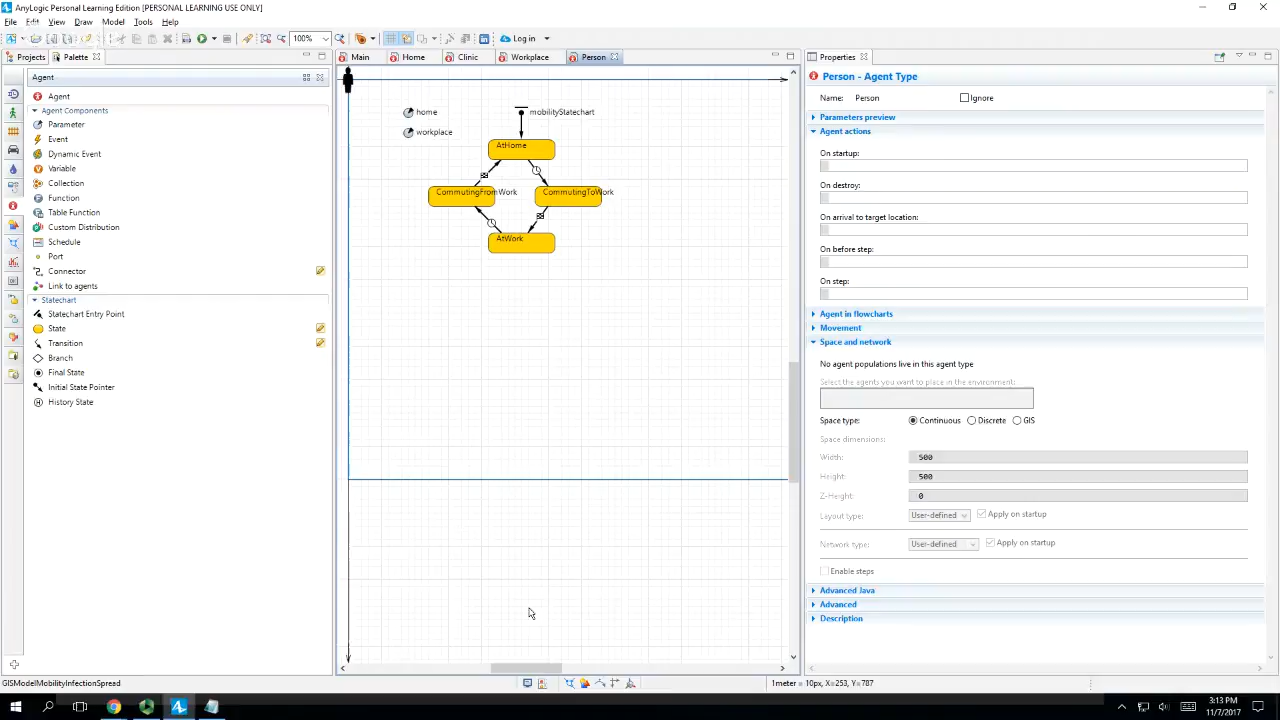 AnyLogic Personal Learning Edition [PERSONAL LEARNING USE ONLY]
File Edit View Draw Model Tools Help
100% Log in
Projects Palette
Main Home Clinic Workplace Person
Properties
Agent
Agent
Agent Components
Parameter
Event
Dynamic Event
Variable
Collection
Function
Table Function
Custom Distribution
Schedule
Port
Connector
Link to agents
Statechart
Statechart Entry Point
State
Transition
Branch
Final State
Initial State Pointer
History State
home
workplace
mobilityStatechart
AtHome
CommutingFromWork
CommutingToWork
AtWork
Person - Agent Type
Name: Person Ignore
Parameters preview
Agent actions
On startup:
On destroy:
On arrival to target location:
On before step:
On step:
Agent in flowcharts
Movement
Space and network
No agent populations live in this agent type
Select the agents you want to place in the environment:
Space type: Continuous Discrete GIS
Space dimensions:
Width: 500
Height: 500
Z-Height: 0
Layout type: User-defined Apply on startup
Network type: User-defined Apply on startup
Enable steps
Advanced Java
Advanced
Description
GISModelMobilityInfectionSpread
1meter = 10px, X=253, Y=787
3:13 PM
11/7/2017